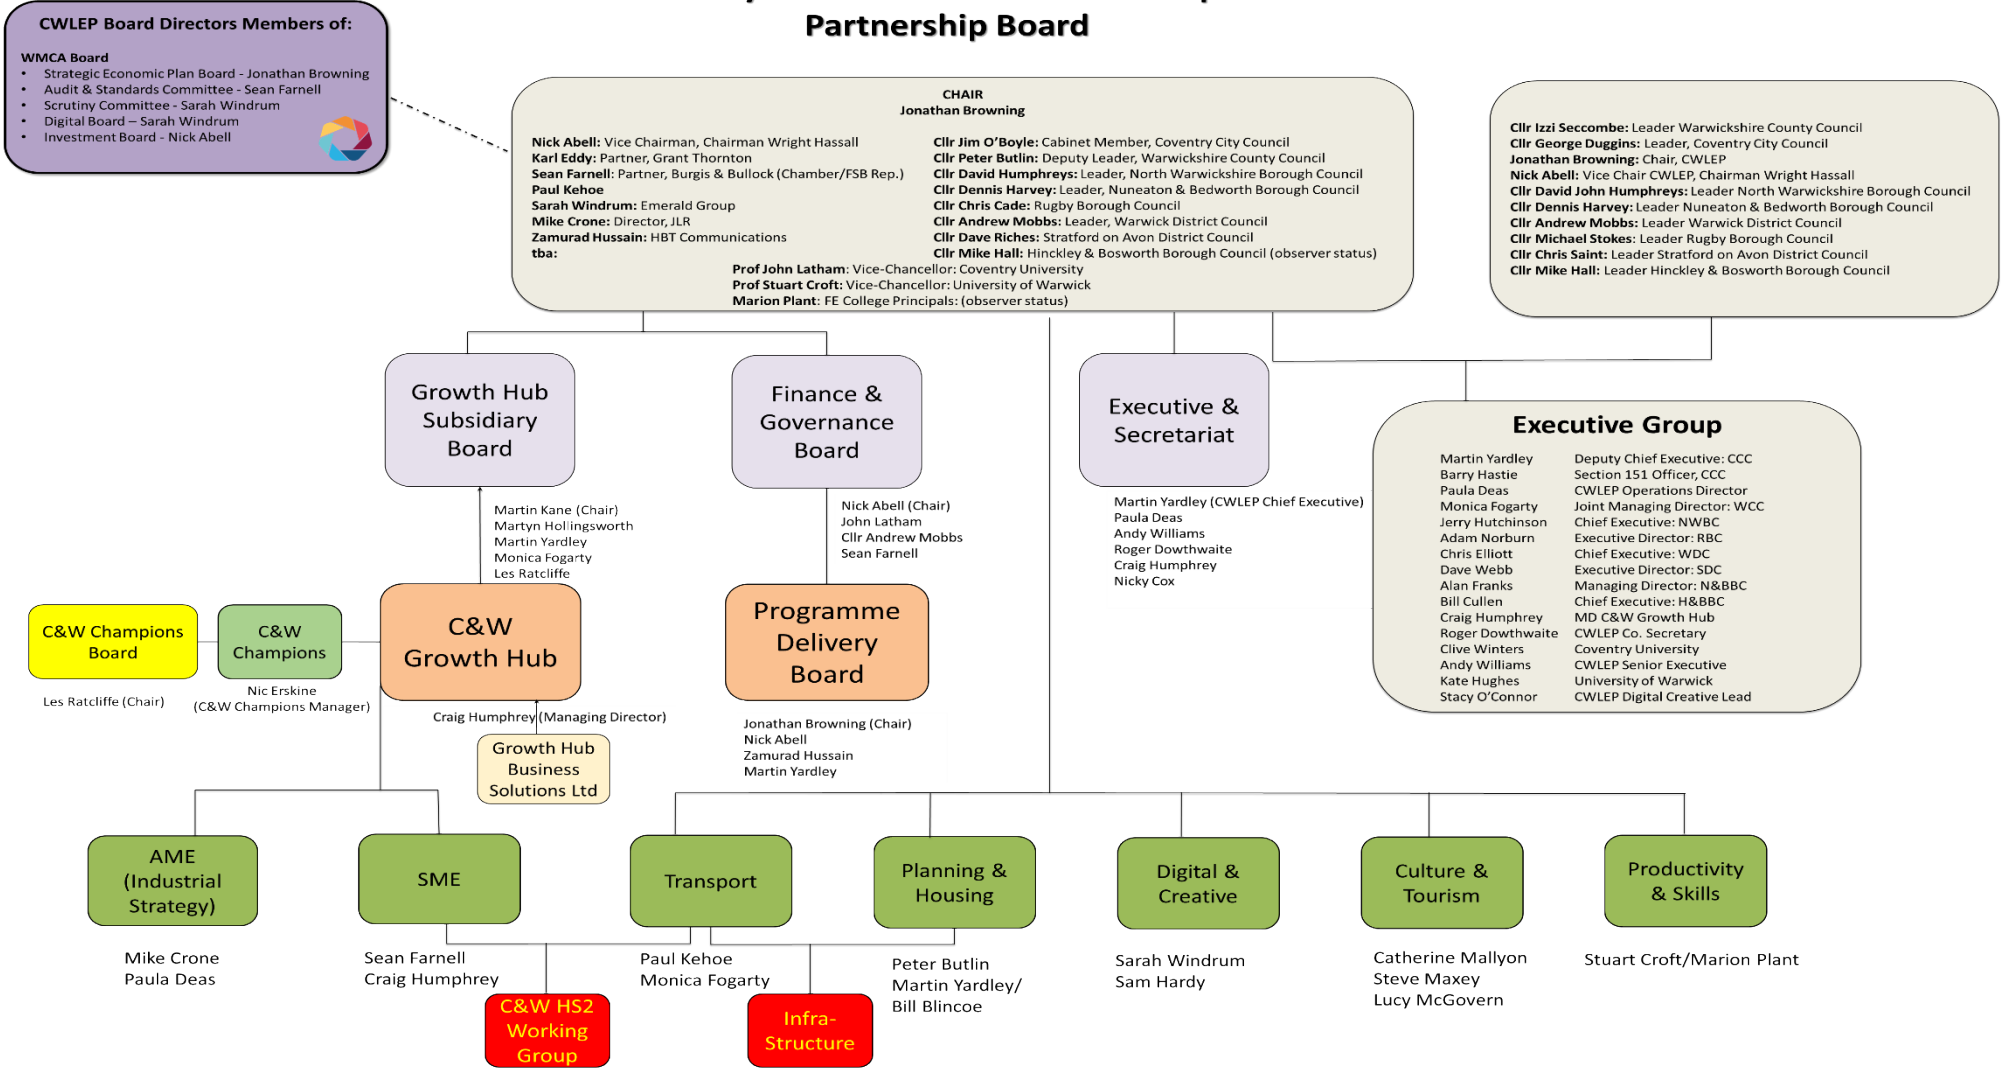 Partnership Board
CWLEP Board Directors Members of:
WMCA Board
• Strategic Economic Plan Board - Jonathan Browning
• Audit & Standards Committee - Sean Farnell
• Scrutiny Committee - Sarah Windrum
• Digital Board – Sarah Windrum
• Investment Board - Nick Abell
CHAIR
Jonathan Browning
Nick Abell: Vice Chairman, Chairman Wright Hassall
Karl Eddy: Partner, Grant Thornton
Sean Farnell: Partner, Burgis & Bullock (Chamber/FSB Rep.)
Paul Kehoe
Sarah Windrum: Emerald Group
Mike Crone: Director, JLR
Zamurad Hussain: HBT Communications
tba:
Cllr Jim O’Boyle: Cabinet Member, Coventry City Council
Cllr Peter Butlin: Deputy Leader, Warwickshire County Council
Cllr David Humphreys: Leader, North Warwickshire Borough Council
Cllr Dennis Harvey: Leader, Nuneaton & Bedworth Borough Council
Cllr Chris Cade: Rugby Borough Council
Cllr Andrew Mobbs: Leader, Warwick District Council
Cllr Dave Riches: Stratford on Avon District Council
Cllr Mike Hall: Hinckley & Bosworth Borough Council (observer status)
Prof John Latham: Vice-Chancellor: Coventry University
Prof Stuart Croft: Vice-Chancellor: University of Warwick
Marion Plant: FE College Principals: (observer status)
Cllr Izzi Seccombe: Leader Warwickshire County Council
Cllr George Duggins: Leader, Coventry City Council
Jonathan Browning: Chair, CWLEP
Nick Abell: Vice Chair CWLEP, Chairman Wright Hassall
Cllr David John Humphreys: Leader North Warwickshire Borough Council
Cllr Dennis Harvey: Leader Nuneaton & Bedworth Borough Council
Cllr Andrew Mobbs: Leader Warwick District Council
Cllr Michael Stokes: Leader Rugby Borough Council
Cllr Chris Saint: Leader Stratford on Avon District Council
Cllr Mike Hall: Leader Hinckley & Bosworth Borough Council
Growth Hub
Subsidiary
Board
Martin Kane (Chair)
Martyn Hollingsworth
Martin Yardley
Monica Fogarty
Les Ratcliffe
Finance &
Governance
Board
Nick Abell (Chair)
John Latham
Cllr Andrew Mobbs
Sean Farnell
Executive &
Secretariat
Martin Yardley (CWLEP Chief Executive)
Paula Deas
Andy Williams
Roger Dowthwaite
Craig Humphrey
Nicky Cox
Executive Group
Martin Yardley Deputy Chief Executive: CCC
Barry Hastie Section 151 Officer, CCC
Paula Deas CWLEP Operations Director
Monica Fogarty Joint Managing Director: WCC
Jerry Hutchinson Chief Executive: NWBC
Adam Norburn Executive Director: RBC
Chris Elliott Chief Executive: WDC
Dave Webb Executive Director: SDC
Alan Franks Managing Director: N&BBC
Bill Cullen Chief Executive: H&BBC
Craig Humphrey MD C&W Growth Hub
Roger Dowthwaite CWLEP Co. Secretary
Clive Winters Coventry University
Andy Williams CWLEP Senior Executive
Kate Hughes University of Warwick
Stacy O’Connor CWLEP Digital Creative Lead
C&W Champions
Board
Les Ratcliffe (Chair)
C&W
Champions
Nic Erskine
(C&W Champions Manager)
C&W
Growth Hub
Craig Humphrey (Managing Director)
Growth Hub
Business
Solutions Ltd
Programme
Delivery
Board
Jonathan Browning (Chair)
Nick Abell
Zamurad Hussain
Martin Yardley
AME
(Industrial
Strategy)
Mike Crone
Paula Deas
SME
Sean Farnell
Craig Humphrey
Transport
Paul Kehoe
Monica Fogarty
Planning &
Housing
Peter Butlin
Martin Yardley/
Bill Blincoe
Digital &
Creative
Sarah Windrum
Sam Hardy
Culture &
Tourism
Catherine Mallyon
Steve Maxey
Lucy McGovern
Productivity
& Skills
Stuart Croft/Marion Plant
C&W HS2
Working
Group
Infra-
Structure